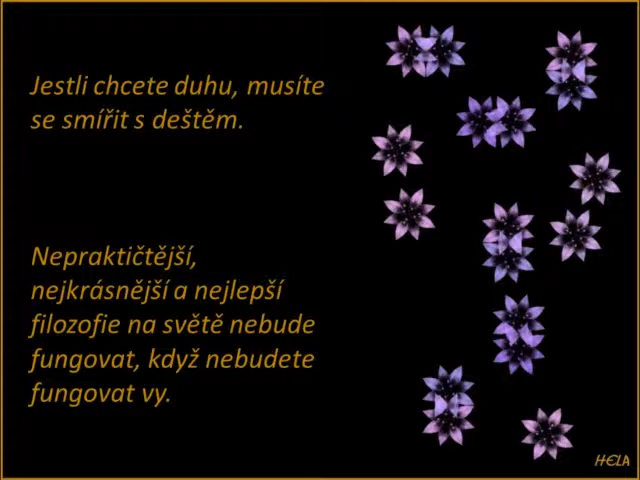 Jestli chcete duhu, musíte
se smířit s deštěm.
Nepraktičtější,
nejkrásnější a nejlepší
filozofie na světě nebude
fungovat, když nebudete
fungovat vy.
HELA